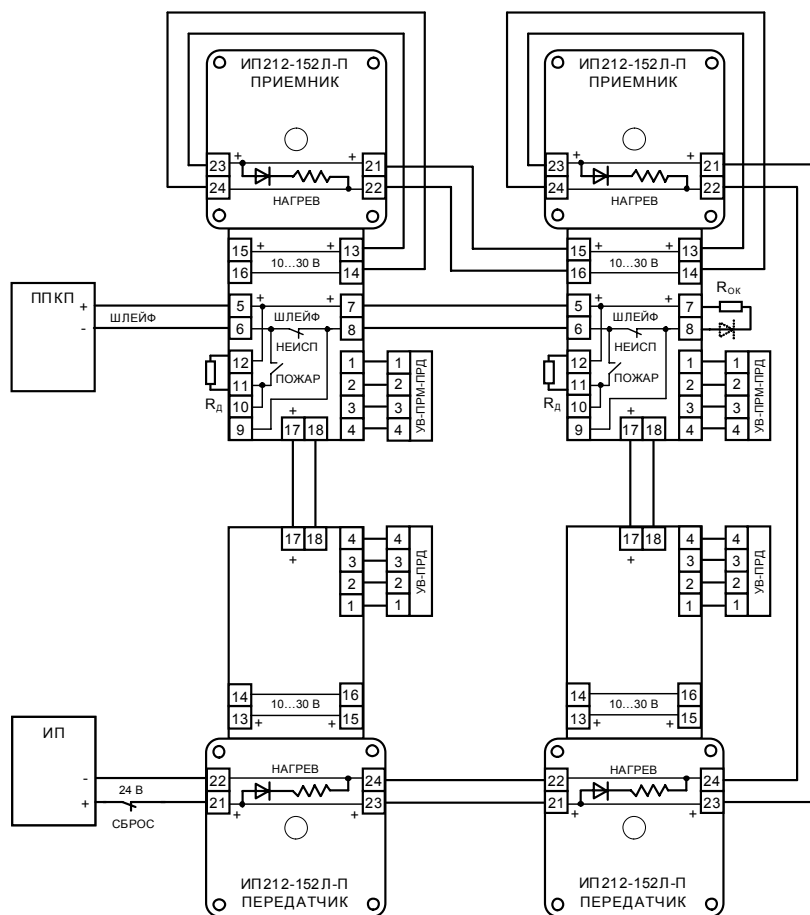 ИП212-152Л-П ИП212-152Л-П
ПРИЕМНИК ПРИЕМНИК
23 + + 21 23 + + 21
24 22 24 22
НАГРЕВ НАГРЕВ
15 + + 13 15 + + 13
16 10...30 В 14 16 10...30 В 14
ППКП + 5 + + 7 5 + + 7 Rок
- ШЛЕЙФ 6 ШЛЕЙФ 8 6 ШЛЕЙФ 8
НЕИСП НЕИСП
12 1 1 12 1 1
11 ПОЖАР 2 2 11 ПОЖАР 2 2
Rд 10 3 3 Rд 10 3 3
9 + 4 4 9 + 4 4
17 18 17 18
УВ-ПРМ-ПРД УВ-ПРМ-ПРД
17 18 4 4 17 18 4 4
+ 3 3 + 3 3
2 2 2 2
1 1 1 1
УВ-ПРД УВ-ПРД
14 10...30 В 16 14 10...30 В 16
13 + + 15 13 + + 15
ИП
- 22 НАГРЕВ 24 22 НАГРЕВ 24
+ 24 В 21 + + 23 21 + + 23
СБРОС
ИП212-152Л-П ИП212-152Л-П
ПЕРЕДАТЧИК ПЕРЕДАТЧИК